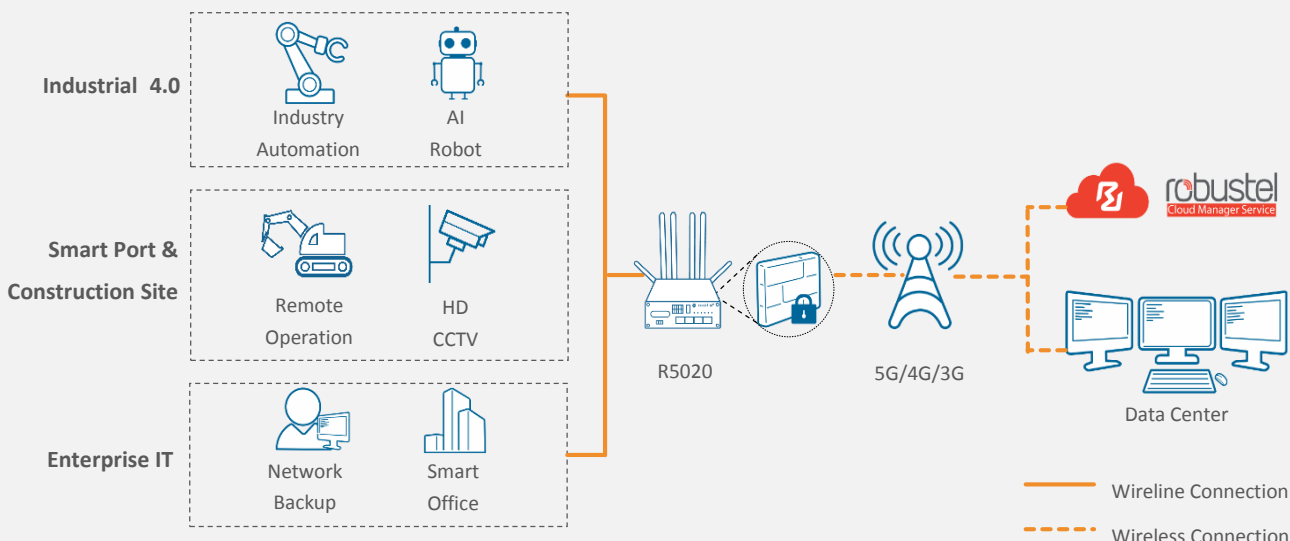 Industrial 4.0
Industry
Automation
AI
Robot
Smart Port &
Construction Site
Remote
Operation
HD
CCTV
Enterprise IT
Network
Backup
Smart
Office
R5020
5G/4G/3G
robustel
Cloud Manager Service
Data Center
Wireline Connection
Wireless Connection